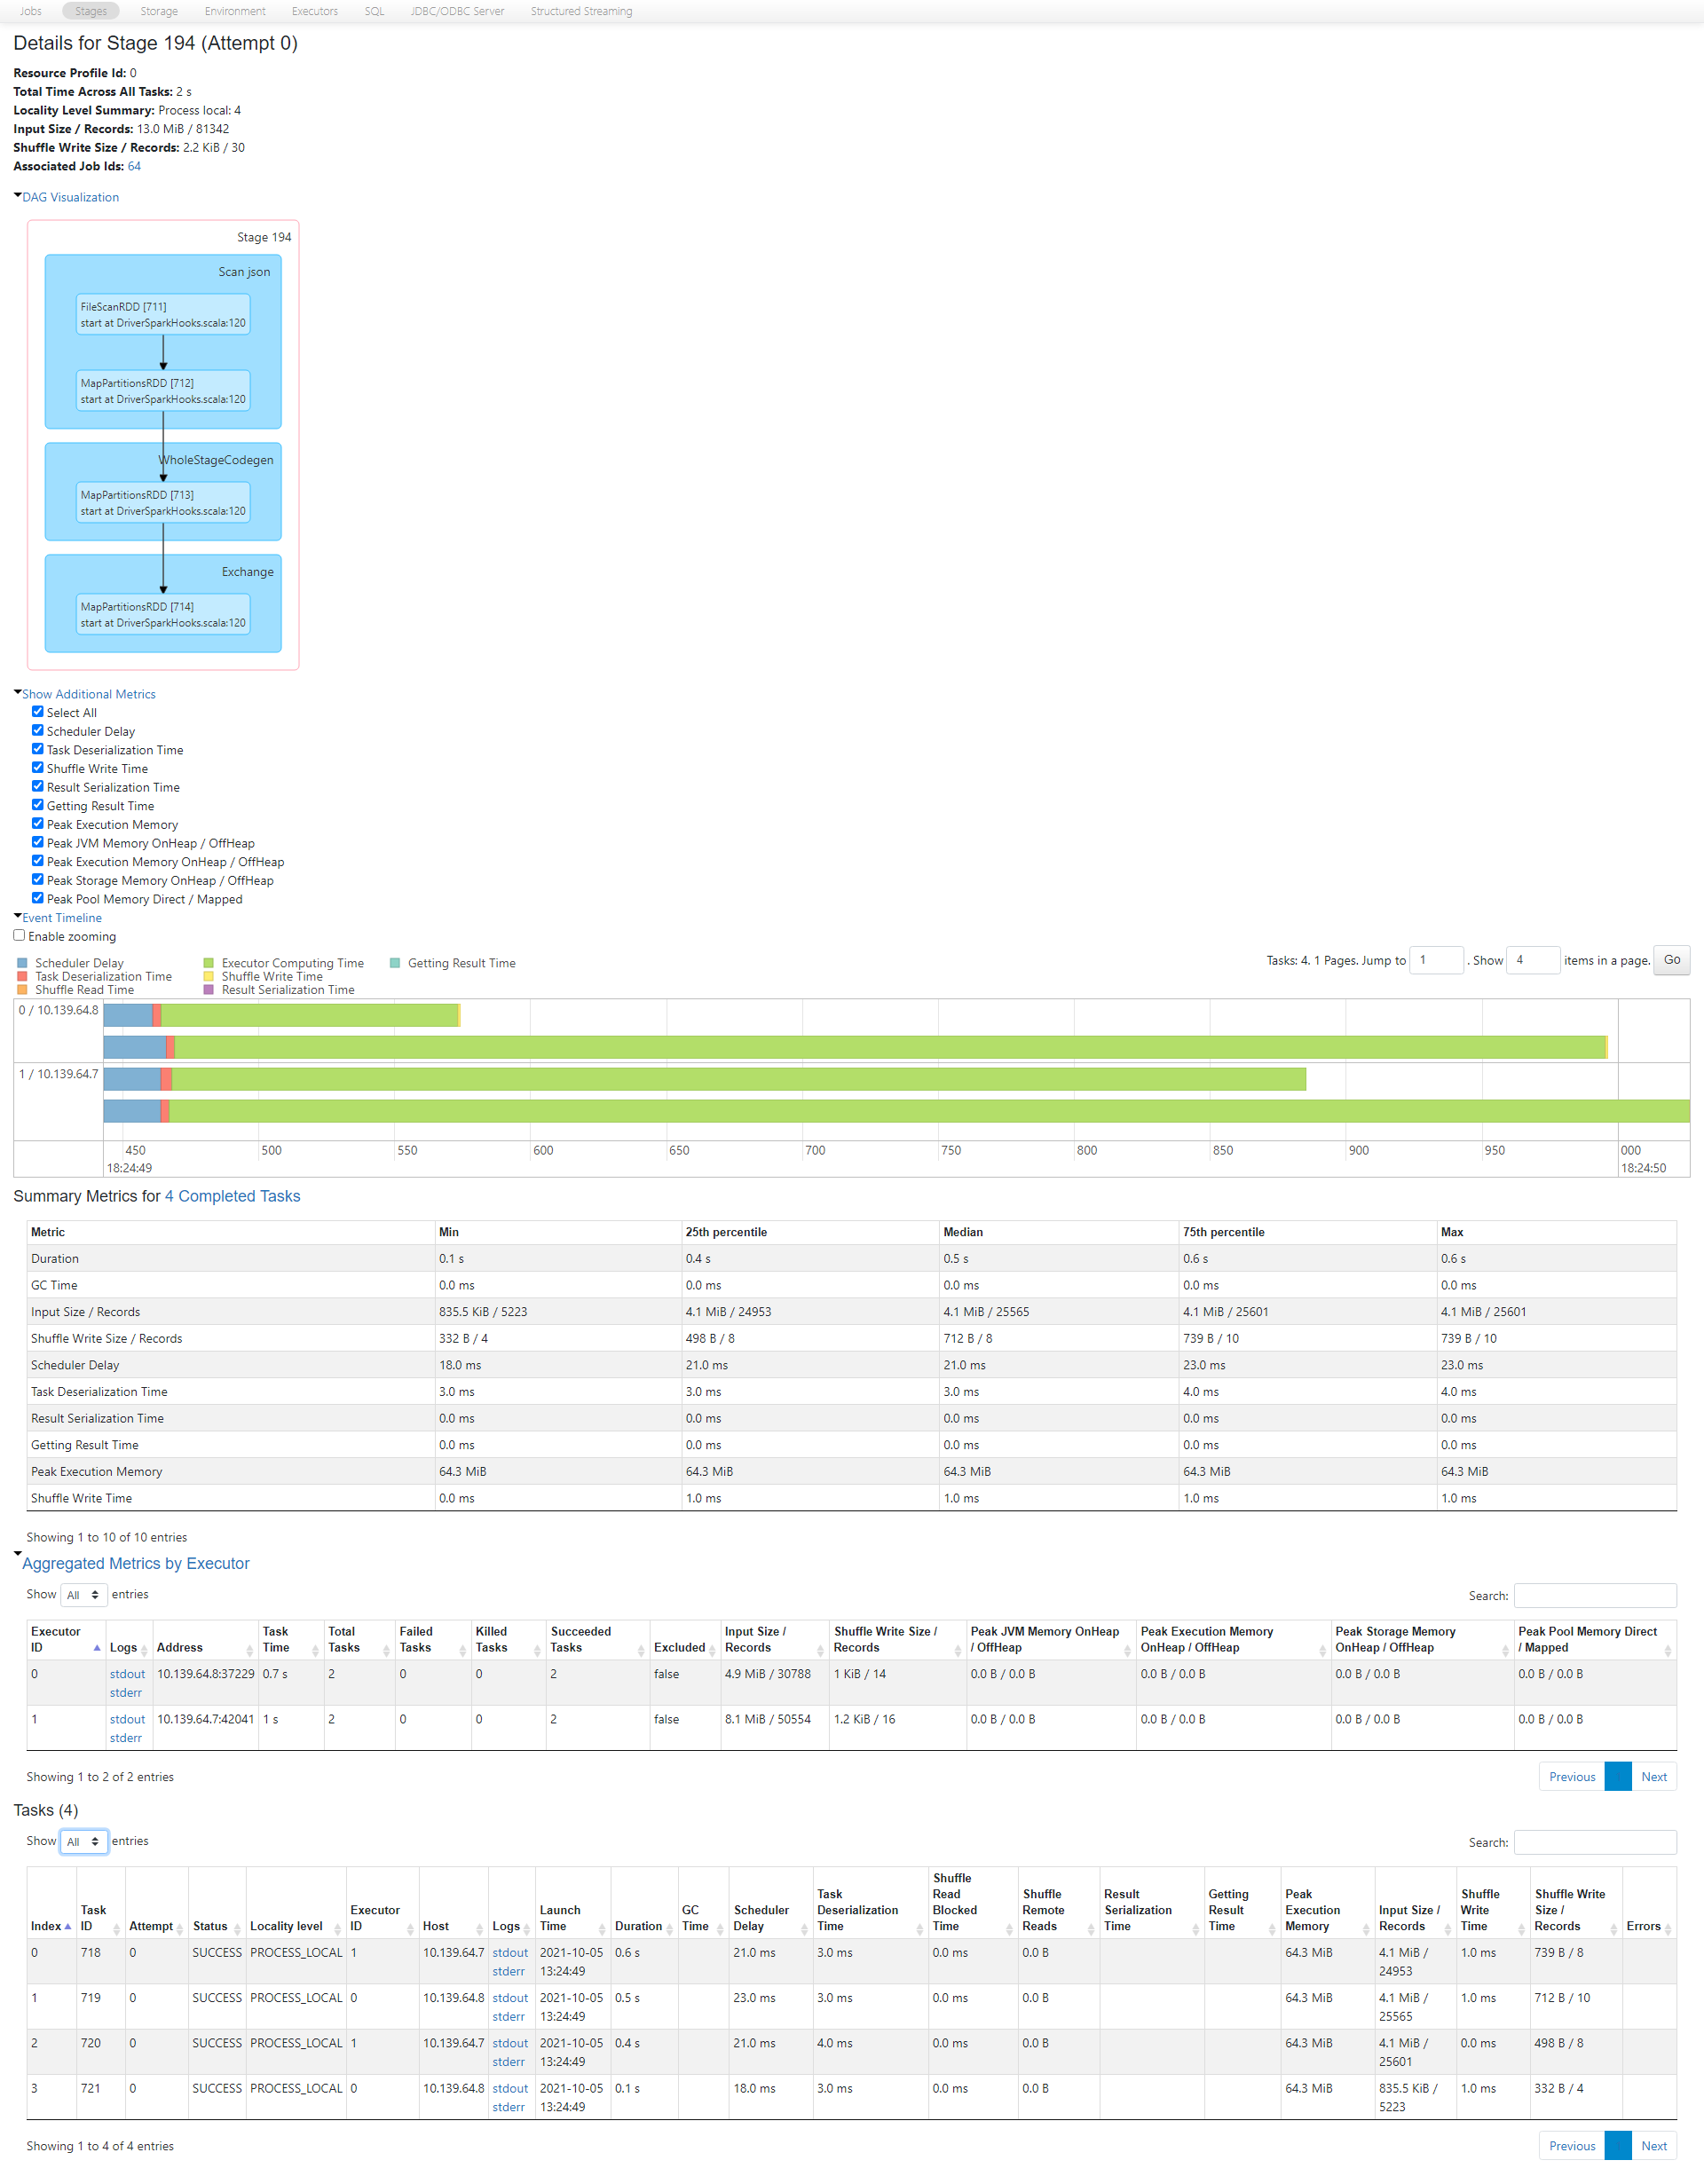 Jobs Stages Storage Environment Executors SQL JDBC/ODBC Server Structured Streaming
Details for Stage 194 (Attempt 0)
Resource Profile Id: 0
Total Time Across All Tasks: 2 s
Locality Level Summary: Process local: 4
Input Size / Records: 13.0 MiB / 81342
Shuffle Write Size / Records: 2.2 KiB / 30
Associated Job Ids: 64
DAG Visualization
Stage 194
Scan json
FileScanRDD [711]
start at DriverSparkHooks.scala:120
MapPartitionsRDD [712]
start at DriverSparkHooks.scala:120
WholeStageCodegen
MapPartitionsRDD [713]
start at DriverSparkHooks.scala:120
Exchange
MapPartitionsRDD [714]
start at DriverSparkHooks.scala:120
Show Additional Metrics
Select All
Scheduler Delay
Task Deserialization Time
Shuffle Write Time
Result Serialization Time
Getting Result Time
Peak Execution Memory
Peak JVM Memory OnHeap / OffHeap
Peak Execution Memory OnHeap / OffHeap
Peak Storage Memory OnHeap / OffHeap
Peak Pool Memory Direct / Mapped
Event Timeline
Enable zooming
Scheduler Delay Executor Computing Time Getting Result Time
Task Deserialization Time Shuffle Write Time
Shuffle Read Time Result Serialization Time
Tasks: 4. 1 Pages. Jump to 1 . Show 4 items in a page. Go
0 / 10.139.64.8
1 / 10.139.64.7
450 500 550 600 650 700 750 800 850 900 950 000
18:24:49 18:24:50
Summary Metrics for 4 Completed Tasks
Metric Min 25th percentile Median 75th percentile Max
Duration 0.1 s 0.4 s 0.5 s 0.6 s 0.6 s
GC Time 0.0 ms 0.0 ms 0.0 ms 0.0 ms 0.0 ms
Input Size / Records 835.5 KiB / 5223 4.1 MiB / 24953 4.1 MiB / 25565 4.1 MiB / 25601 4.1 MiB / 25601
Shuffle Write Size / Records 332 B / 4 498 B / 8 712 B / 8 739 B / 10 739 B / 10
Scheduler Delay 18.0 ms 21.0 ms 21.0 ms 23.0 ms 23.0 ms
Task Deserialization Time 3.0 ms 3.0 ms 3.0 ms 4.0 ms 4.0 ms
Result Serialization Time 0.0 ms 0.0 ms 0.0 ms 0.0 ms 0.0 ms
Getting Result Time 0.0 ms 0.0 ms 0.0 ms 0.0 ms 0.0 ms
Peak Execution Memory 64.3 MiB 64.3 MiB 64.3 MiB 64.3 MiB 64.3 MiB
Shuffle Write Time 0.0 ms 1.0 ms 1.0 ms 1.0 ms 1.0 ms
Showing 1 to 10 of 10 entries
Aggregated Metrics by Executor
Show All entries Search:
Executor Task Total Failed Killed Succeeded Input Size / Shuffle Write Size / Peak JVM Memory OnHeap Peak Execution Memory Peak Storage Memory Peak Pool Memory Direct
ID Logs Address Time Tasks Tasks Tasks Tasks Excluded Records Records / OffHeap OnHeap / OffHeap OnHeap / OffHeap / Mapped
0 stdout 10.139.64.8:37229 0.7 s 2 0 0 2 false 4.9 MiB / 30788 1 KiB / 14 0.0 B / 0.0 B 0.0 B / 0.0 B 0.0 B / 0.0 B 0.0 B / 0.0 B
stderr
1 stdout 10.139.64.7:42041 1 s 2 0 0 2 false 8.1 MiB / 50554 1.2 KiB / 16 0.0 B / 0.0 B 0.0 B / 0.0 B 0.0 B / 0.0 B 0.0 B / 0.0 B
stderr
Showing 1 to 2 of 2 entries Previous Next
Tasks (4)
Show All entries Search:
Shuffle
Task Read Shuffle Result Getting Peak Shuffle Shuffle Write
Task Executor Launch GC Scheduler Deserialization Blocked Remote Serialization Result Execution Input Size / Write Size /
Index ID Attempt Status Locality level ID Host Logs Time Duration Time Delay Time Time Reads Time Time Memory Records Time Records Errors
0 718 0 SUCCESS PROCESS_LOCAL 1 10.139.64.7 stdout 2021-10-05 0.6 s 21.0 ms 3.0 ms 0.0 ms 0.0 B 64.3 MiB 4.1 MiB / 1.0 ms 739 B / 8
stderr 13:24:49 24953
1 719 0 SUCCESS PROCESS_LOCAL 0 10.139.64.8 stdout 2021-10-05 0.5 s 23.0 ms 3.0 ms 0.0 ms 0.0 B 64.3 MiB 4.1 MiB / 1.0 ms 712 B / 10
stderr 13:24:49 25565
2 720 0 SUCCESS PROCESS_LOCAL 1 10.139.64.7 stdout 2021-10-05 0.4 s 21.0 ms 4.0 ms 0.0 ms 0.0 B 64.3 MiB 4.1 MiB / 0.0 ms 498 B / 8
stderr 13:24:49 25601
3 721 0 SUCCESS PROCESS_LOCAL 0 10.139.64.8 stdout 2021-10-05 0.1 s 18.0 ms 3.0 ms 0.0 ms 0.0 B 64.3 MiB 835.5 KiB / 1.0 ms 332 B / 4
stderr 13:24:49 5223
Showing 1 to 4 of 4 entries Previous Next